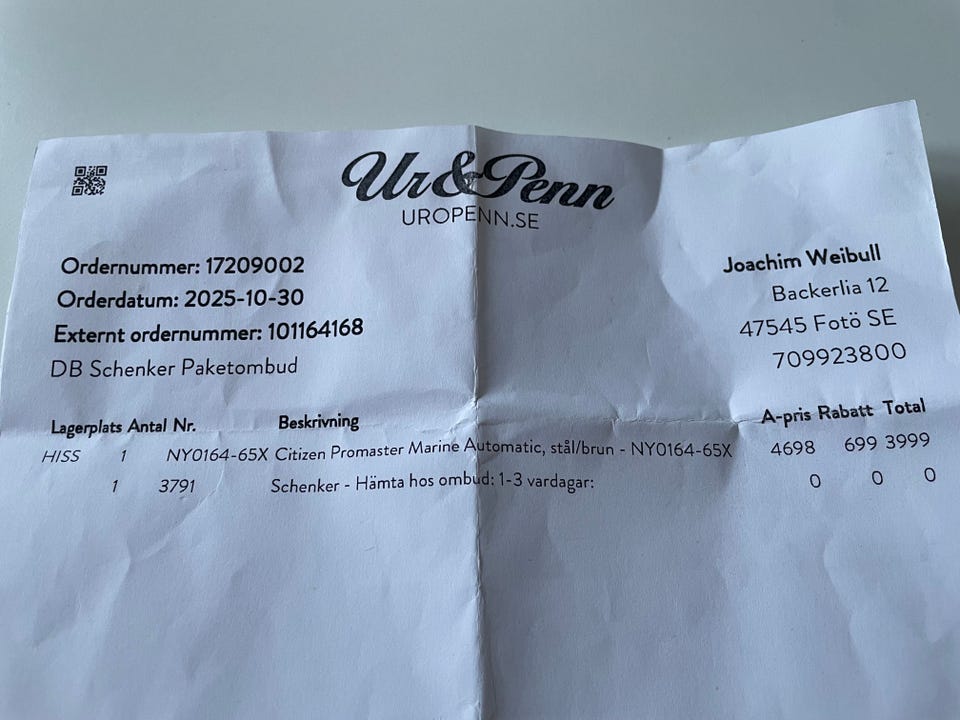 Ur&Penn
UROPENN.SE
Ordernummer: 17209002
Orderdatum: 2025-10-30
Externt ordernummer: 101164168
DB Schenker Paketombud
Joachim Weibull
Backerlia 12
47545 Fotö SE
709923800
Lagerplats Antal Nr. Beskrivning A-pris Rabatt Total
HISS 1 NY0164-65X Citizen Promaster Marine Automatic, stål/brun - NY0164-65X 4698 699 3999
1 3791 Schenker - Hämta hos ombud: 1-3 vardagar: 0 0 0